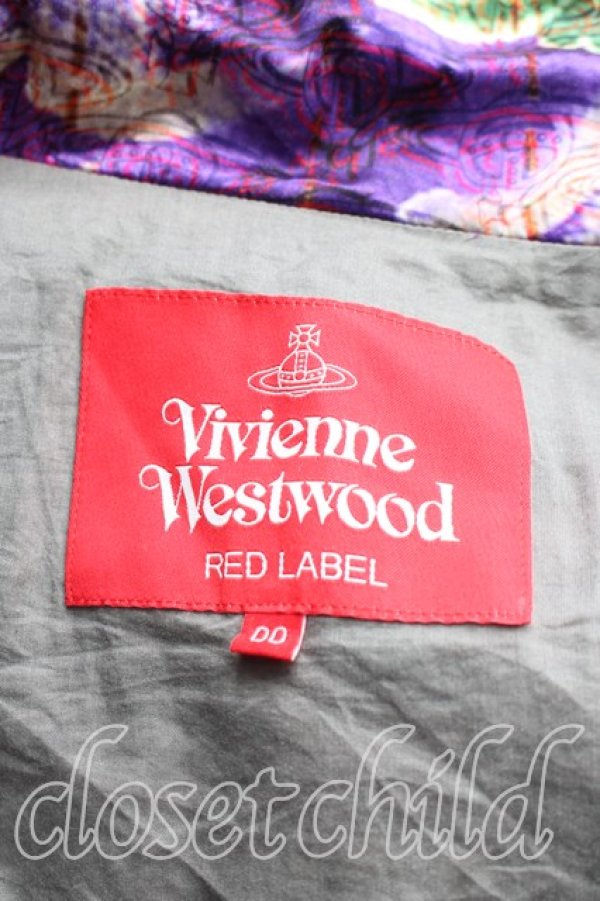 Vivienne
Westwood
RED LABEL
00
closetchild